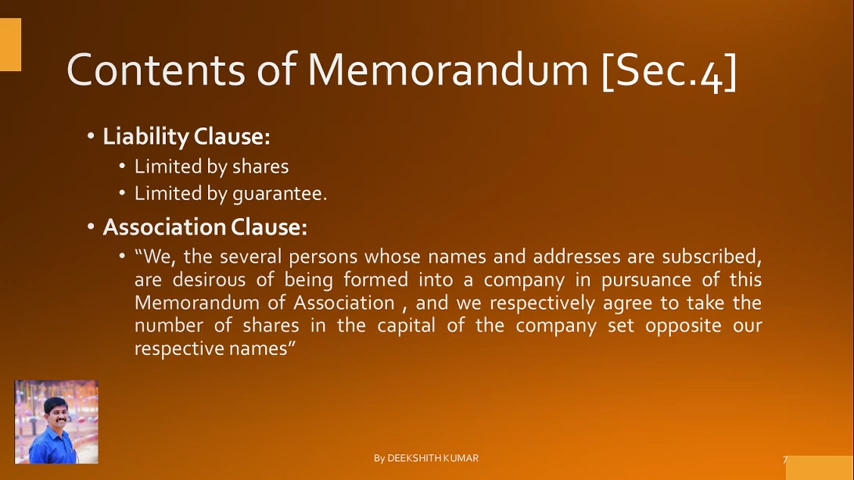 Contents of Memorandum [Sec.4]
• Liability Clause:
• Limited by shares
• Limited by guarantee.
• Association Clause:
• “We, the several persons whose names and addresses are subscribed,
are desirous of being formed into a company in pursuance of this
Memorandum of Association , and we respectively agree to take the
number of shares in the capital of the company set opposite our
respective names”
By DEEKSHITH KUMAR
7